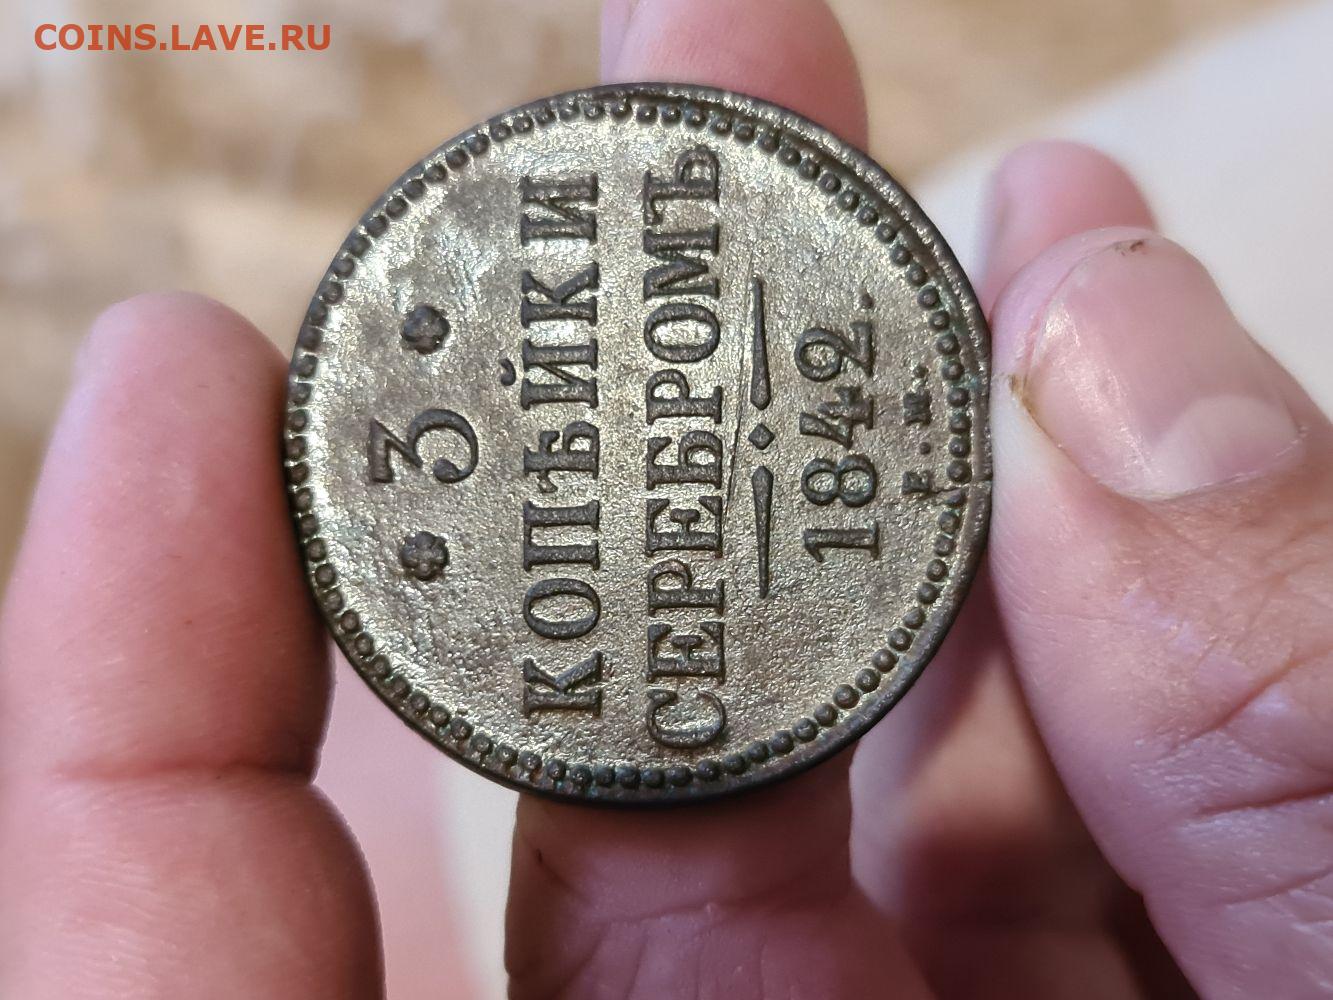 COINS.LAVE.RU
3
КОПѢЙКИ
СЕРЕБРОМЪ
1842.
Е.М.